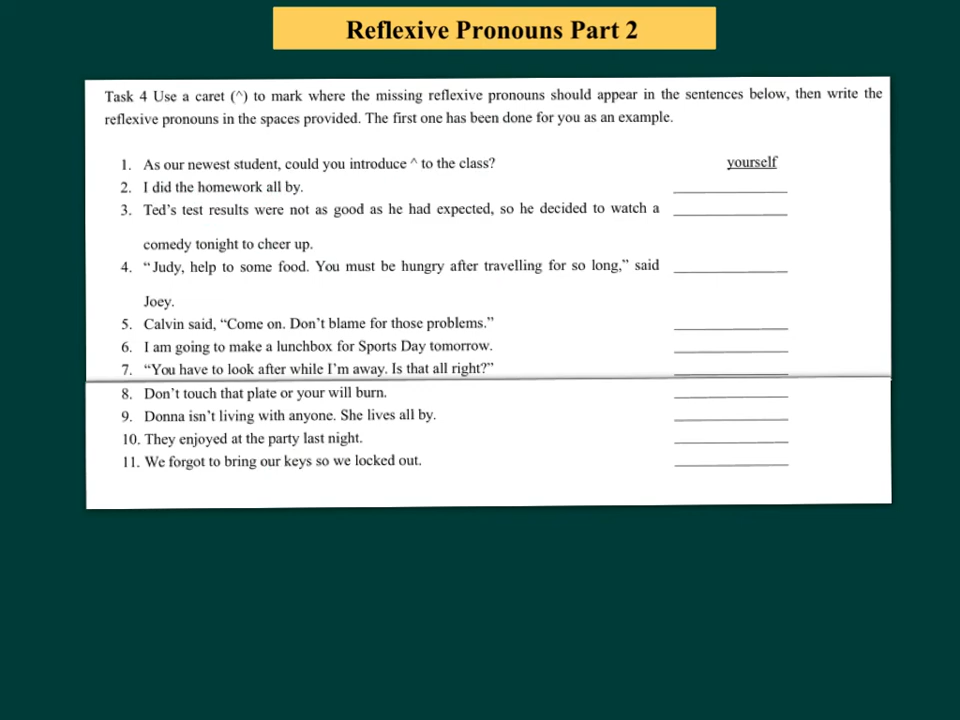 Reflexive Pronouns Part 2
Task 4 Use a caret (^) to mark where the missing reflexive pronouns should appear in the sentences below, then write the
reflexive pronouns in the spaces provided. The first one has been done for you as an example.
1. As our newest student, could you introduce ^ to the class? yourself
2. I did the homework all by.
3. Ted's test results were not as good as he had expected, so he decided to watch a
comedy tonight to cheer up.
4. “Judy, help to some food. You must be hungry after travelling for so long,” said
Joey.
5. Calvin said, “Come on. Don't blame for those problems.”
6. I am going to make a lunchbox for Sports Day tomorrow.
7. “You have to look after while I'm away. Is that all right?”
8. Don't touch that plate or your will burn.
9. Donna isn't living with anyone. She lives all by.
10. They enjoyed at the party last night.
11. We forgot to bring our keys so we locked out.